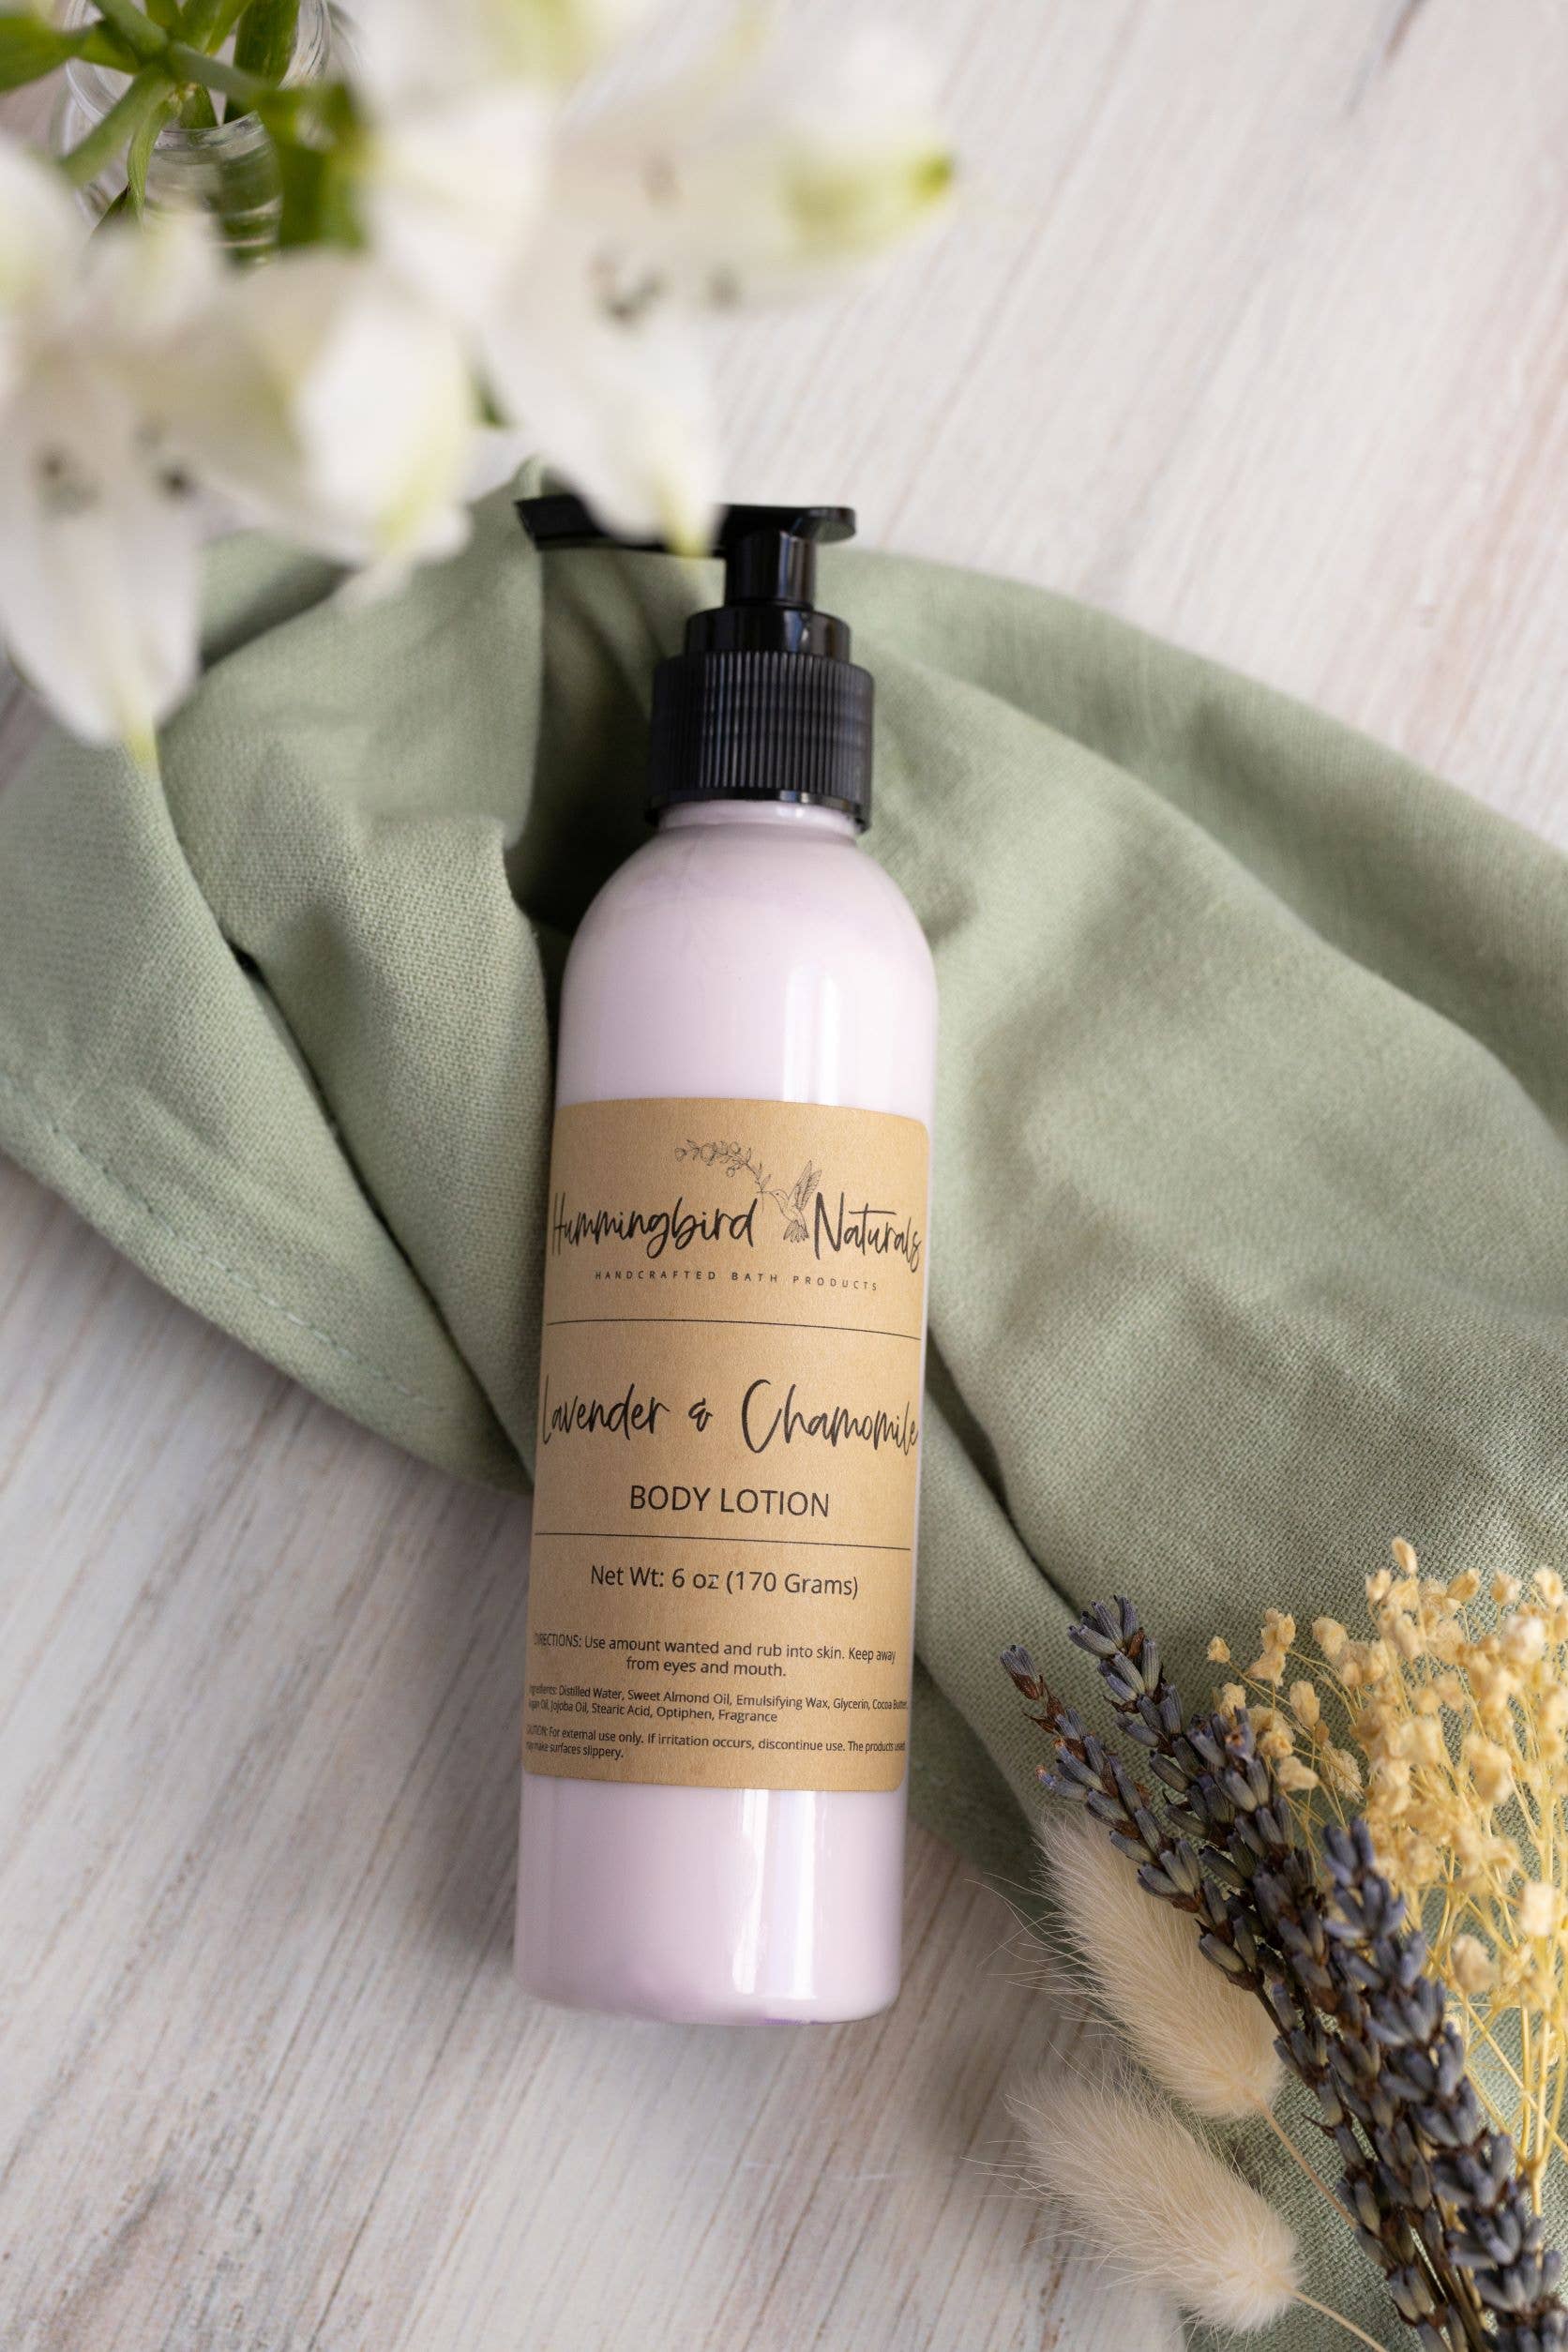 Hummingbird Naturals
HANDCRAFTED BATH PRODUCTS
Lavender & Chamomile
BODY LOTION
Net Wt: 6 oz (170 Grams)
DIRECTIONS: Use amount wanted and rub into skin. Keep away
from eyes and mouth.
Ingredients: Distilled Water, Sweet Almond Oil, Emulsifying Wax, Glycerin, Cocoa Butter,
Argan Oil, Jojoba Oil, Stearic Acid, Optiphen, Fragrance
CAUTION: For external use only. If irritation occurs, discontinue use. The products used
may make surfaces slippery.